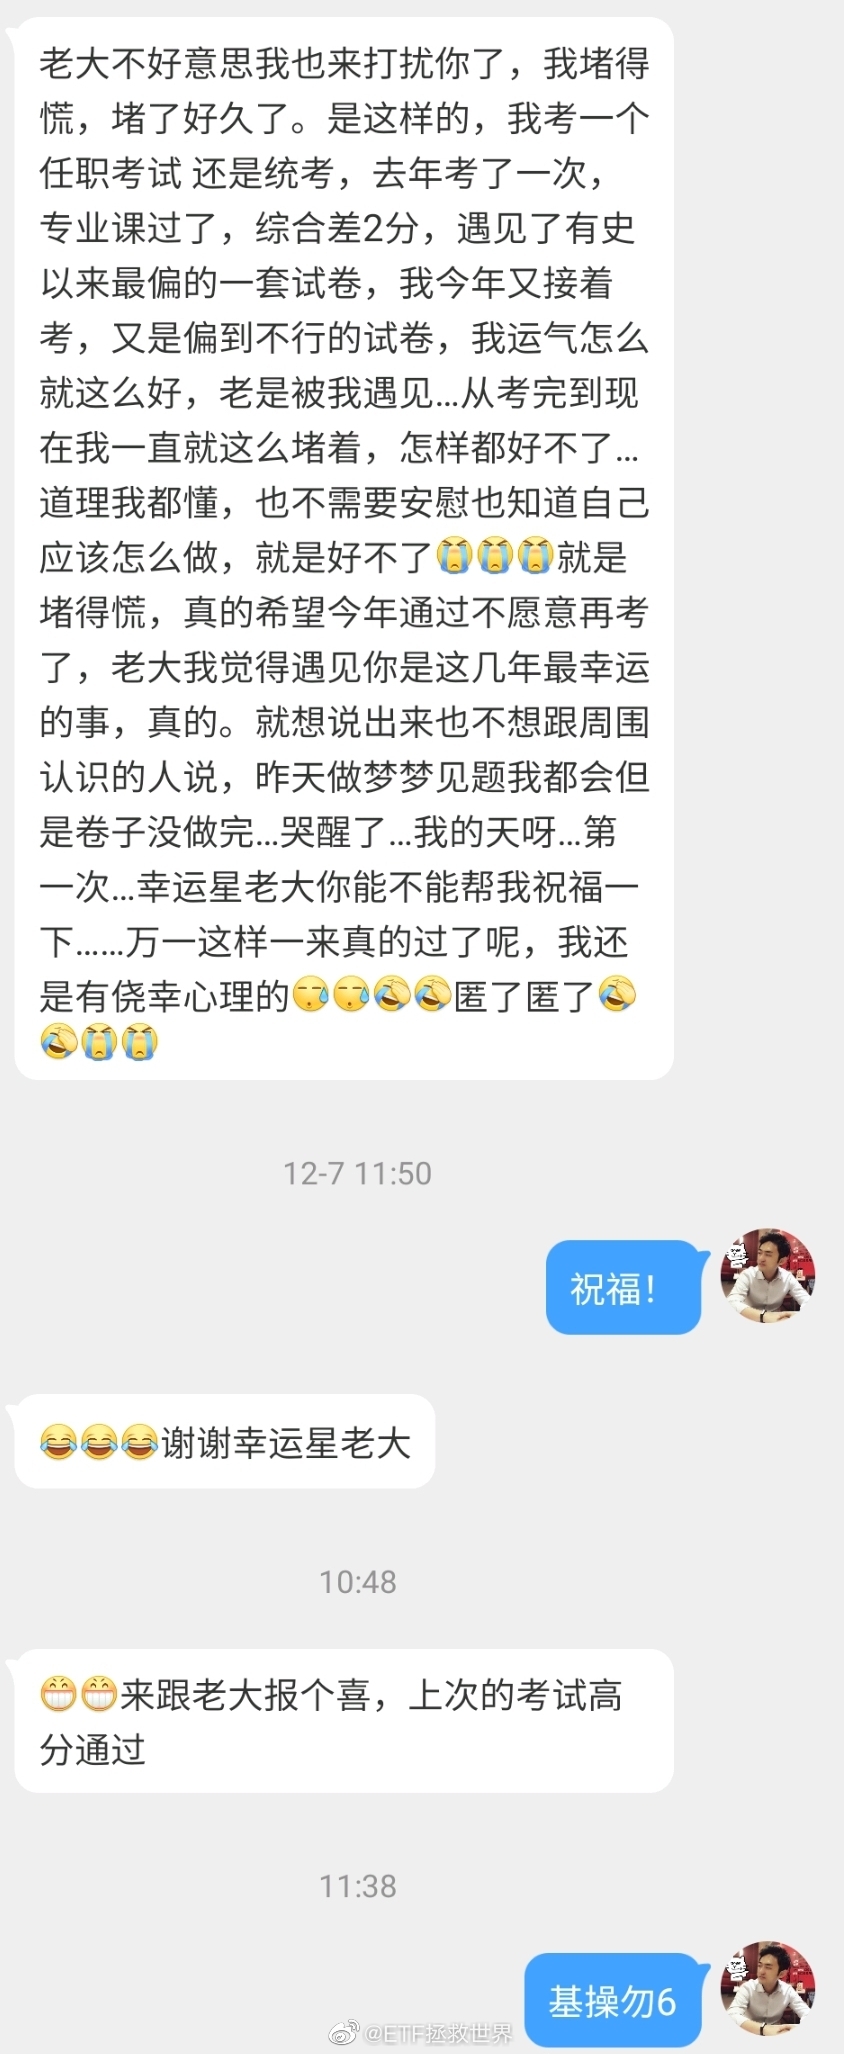 老大不好意思我也来打扰你了，我堵得
慌，堵了好久了。是这样的，我考一个
任职考试 还是统考，去年考了一次，
专业课过了，综合差2分，遇见了有史
以来最偏的一套试卷，我今年又接着
考，又是偏到不行的试卷，我运气怎么
就这么好，老是被我遇见...从考完到现
在我一直就这么堵着，怎样都好不了...
道理我都懂，也不需要安慰也知道自己
应该怎么做，就是好不了😭😭😭就是
堵得慌，真的希望今年通过不愿意再考
了，老大我觉得遇见你是这几年最幸运
的事，真的。就想说出来也不想跟周围
认识的人说，昨天做梦梦见题我都会但
是卷子没做完...哭醒了...我的天呀...第
一次...幸运星老大你能不能帮我祝福一
下......万一这样一来真的过了呢，我还
是有侥幸心理的😓😓🤣🤣匿了匿了🤣
🤣😭😭
12-7 11:50
祝福！
😂😂😂谢谢幸运星老大
10:48
😁😁来跟老大报个喜，上次的考试高
分通过
11:38
基操勿6
@ETF拯救世界